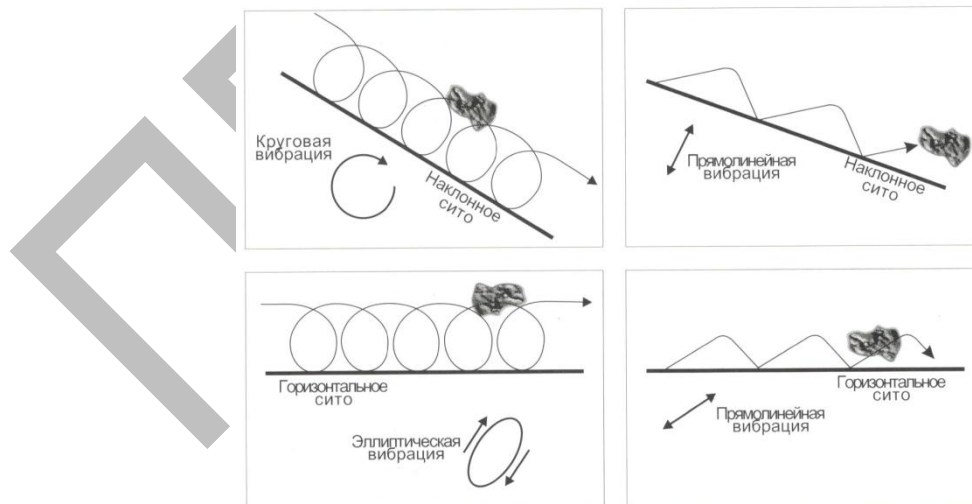 Круговая
вибрация
Наклонное
сито
Прямолинейная
вибрация
Наклонное
сито
Горизонтальное
сито
Эллиптическая
вибрация
Горизонтальное
сито
Прямолинейная
вибрация